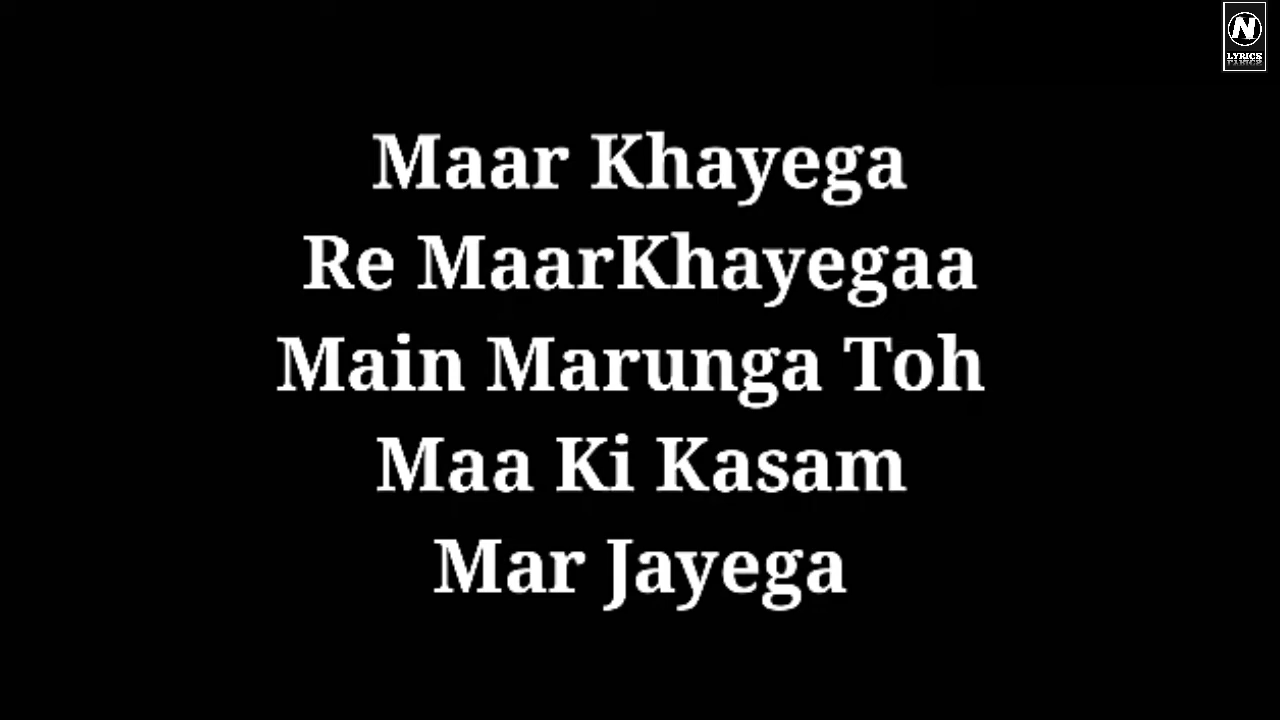 N
LYRICS
Maar Khayega
Re MaarKhayegaa
Main Marunga Toh
Maa Ki Kasam
Mar Jayega